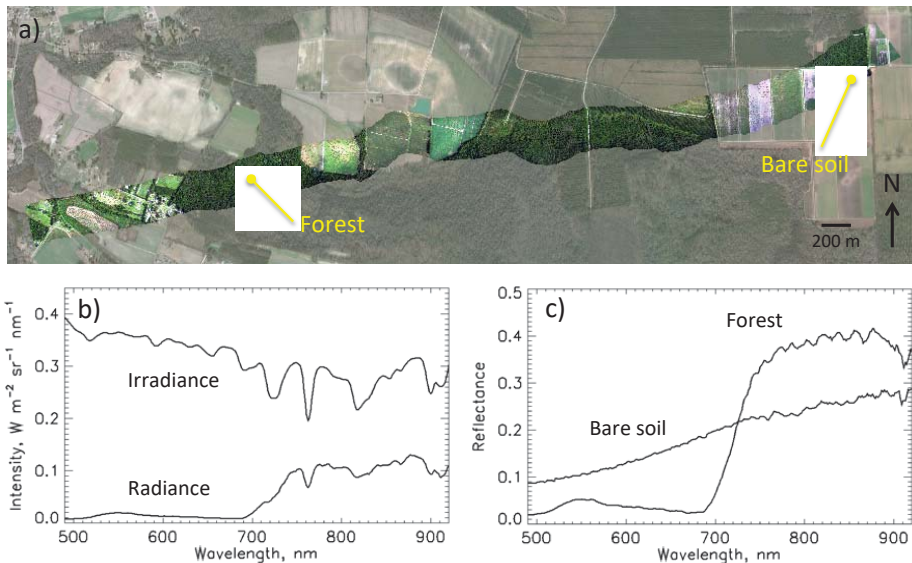 a)
Bare soil
Forest
N
200 m
b)
0.4
0.3
0.2
0.1
0.0
Intensity, W m⁻² sr⁻¹ nm⁻¹
Irradiance
Radiance
500 600 700 800 900
Wavelength, nm
c)
0.5
0.4
0.3
0.2
0.1
0.0
Reflectance
Forest
Bare soil
500 600 700 800 900
Wavelength, nm